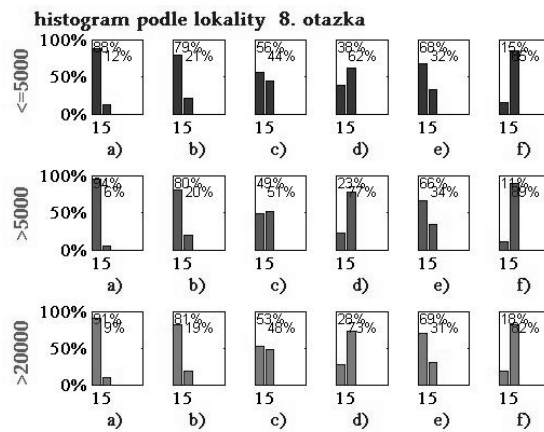 histogram podle lokality 8. otazka
<=5000
100%
50%
0%
88% 12% 79% 21% 56% 44% 38% 62% 68% 32% 15% 85%
15 15 15 15 15 15
a) b) c) d) e) f)
>5000
100%
50%
0%
94% 6% 80% 20% 49% 51% 23% 77% 66% 34% 11% 89%
15 15 15 15 15 15
a) b) c) d) e) f)
>20000
100%
50%
0%
91% 9% 81% 19% 53% 48% 28% 73% 69% 31% 18% 82%
15 15 15 15 15 15
a) b) c) d) e) f)